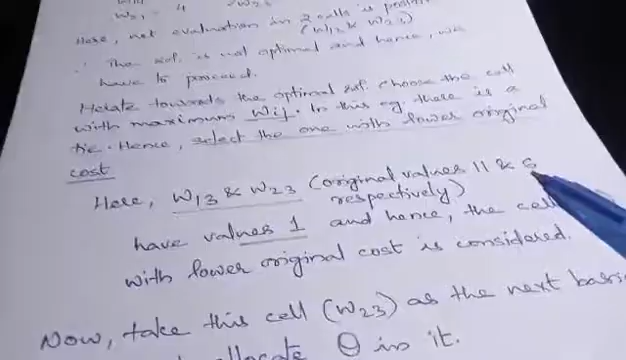 W21 = 4
Here, net evaluation in 2 cells is positive
(W13 & W23)
∴ The sol. is not optimal and hence, we
have to proceed.
Iterate towards the optimal sol. Choose the cell
with maximum Wij. In this eg. there is a
tie. Hence, select the one with lower original
cost
Here, W13 & W23 (original values 11 & 6
respectively)
have values 1 and hence, the cell
with lower original cost is considered.
Now, take this cell (W23) as the next
allocate θ in it.